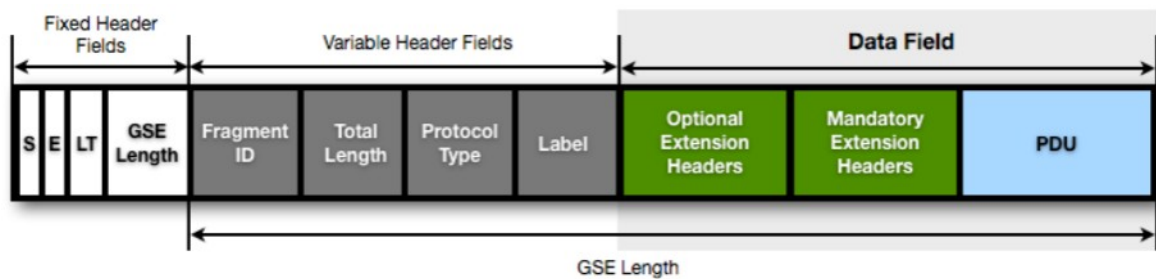 Fixed Header
Fields
Variable Header Fields
Data Field
S
E
LT
GSE
Length
Fragment
ID
Total
Length
Protocol
Type
Label
Optional
Extension
Headers
Mandatory
Extension
Headers
PDU
GSE Length